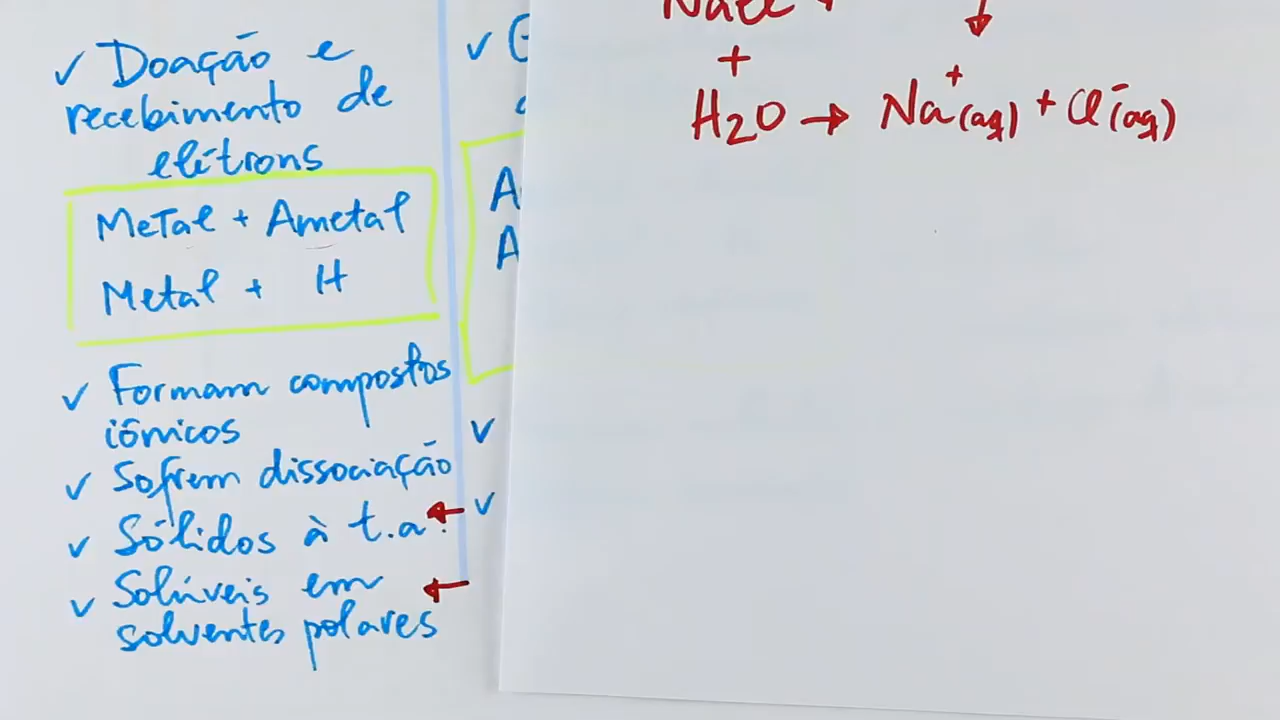 ✓ Doação e
recebimento de
elétrons
Metal + Ametal
Metal + H
✓ Formam compostos
iônicos
✓ Sofrem dissociação
✓ Sólidos à t.a.
✓ Solúveis em
solventes polares
+
H2O → Na+(aq) + Cl-(aq)